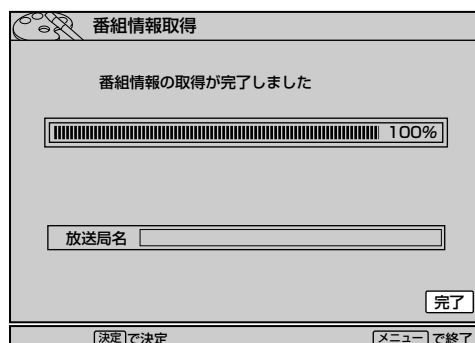 番組情報取得
番組情報の取得が完了しました
100%
放送局名
完了
決定で決定 メニューで終了